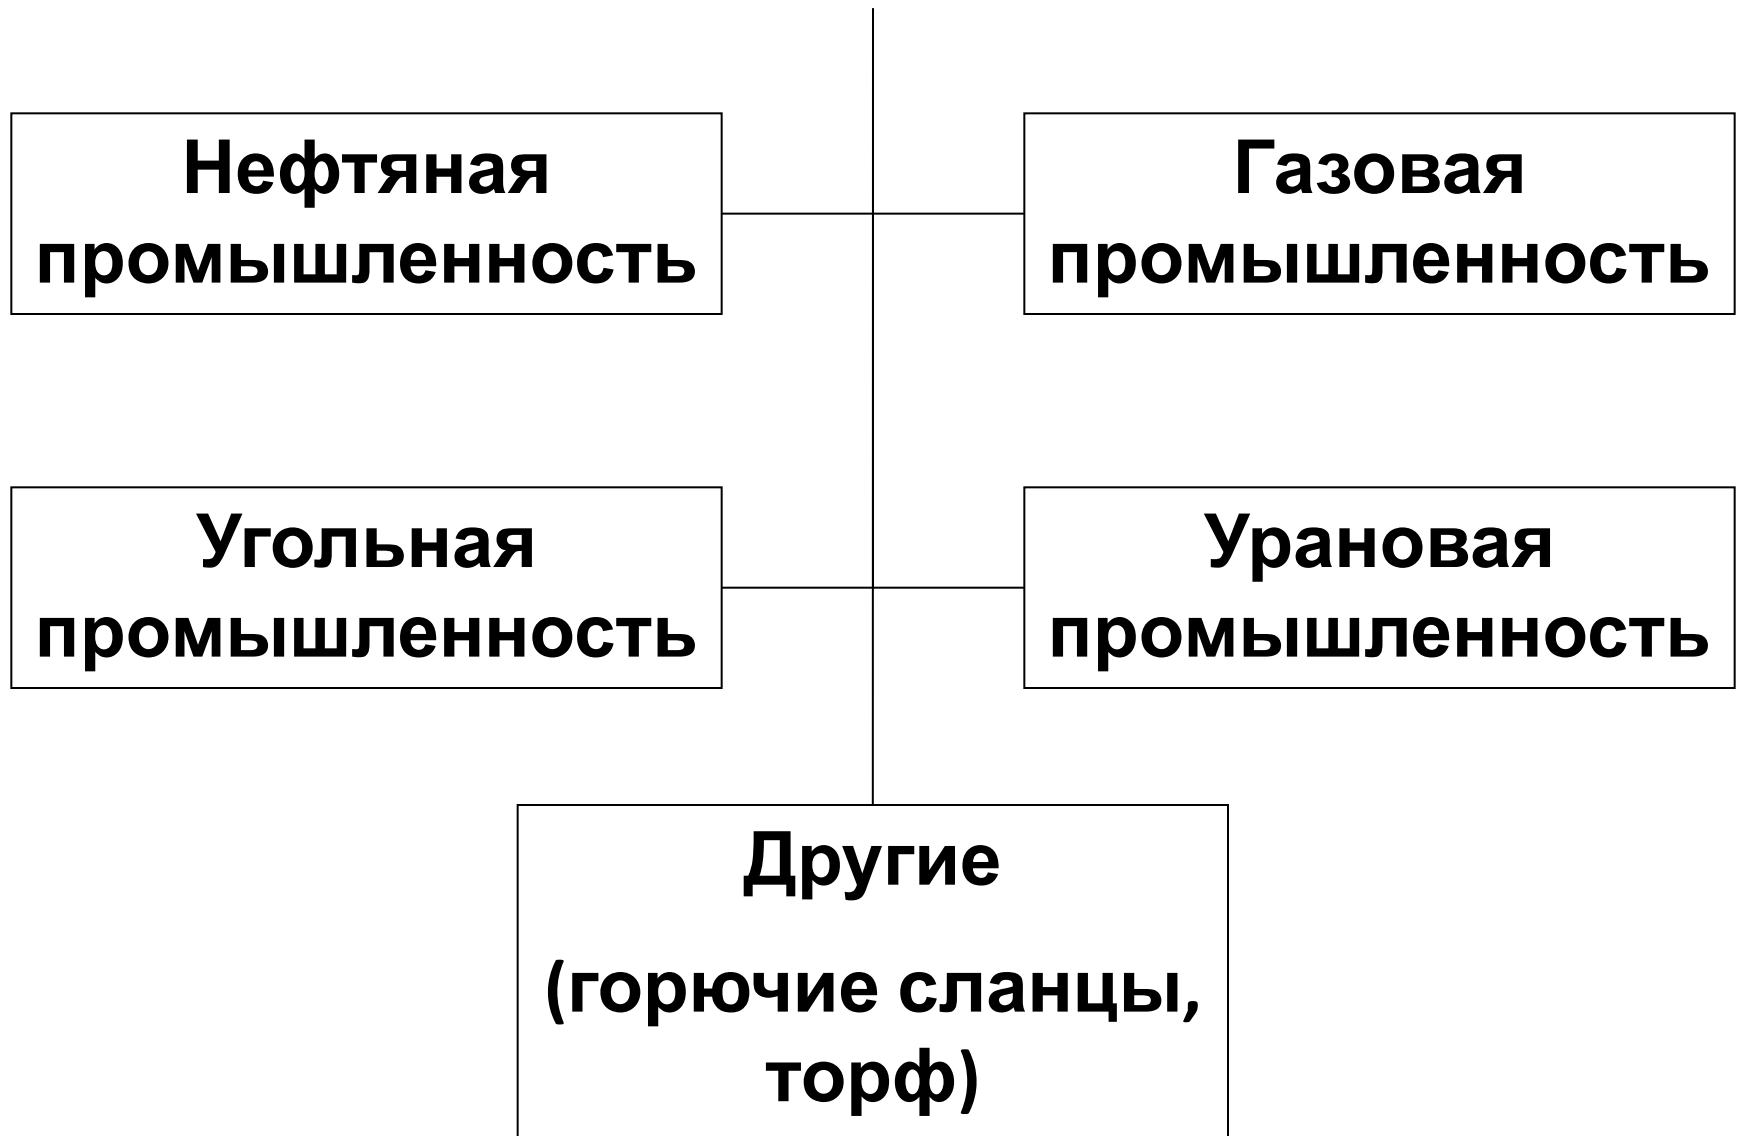 Нефтяная
промышленность
Газовая
промышленность
Угольная
промышленность
Урановая
промышленность
Другие
(горючие сланцы,
торф)